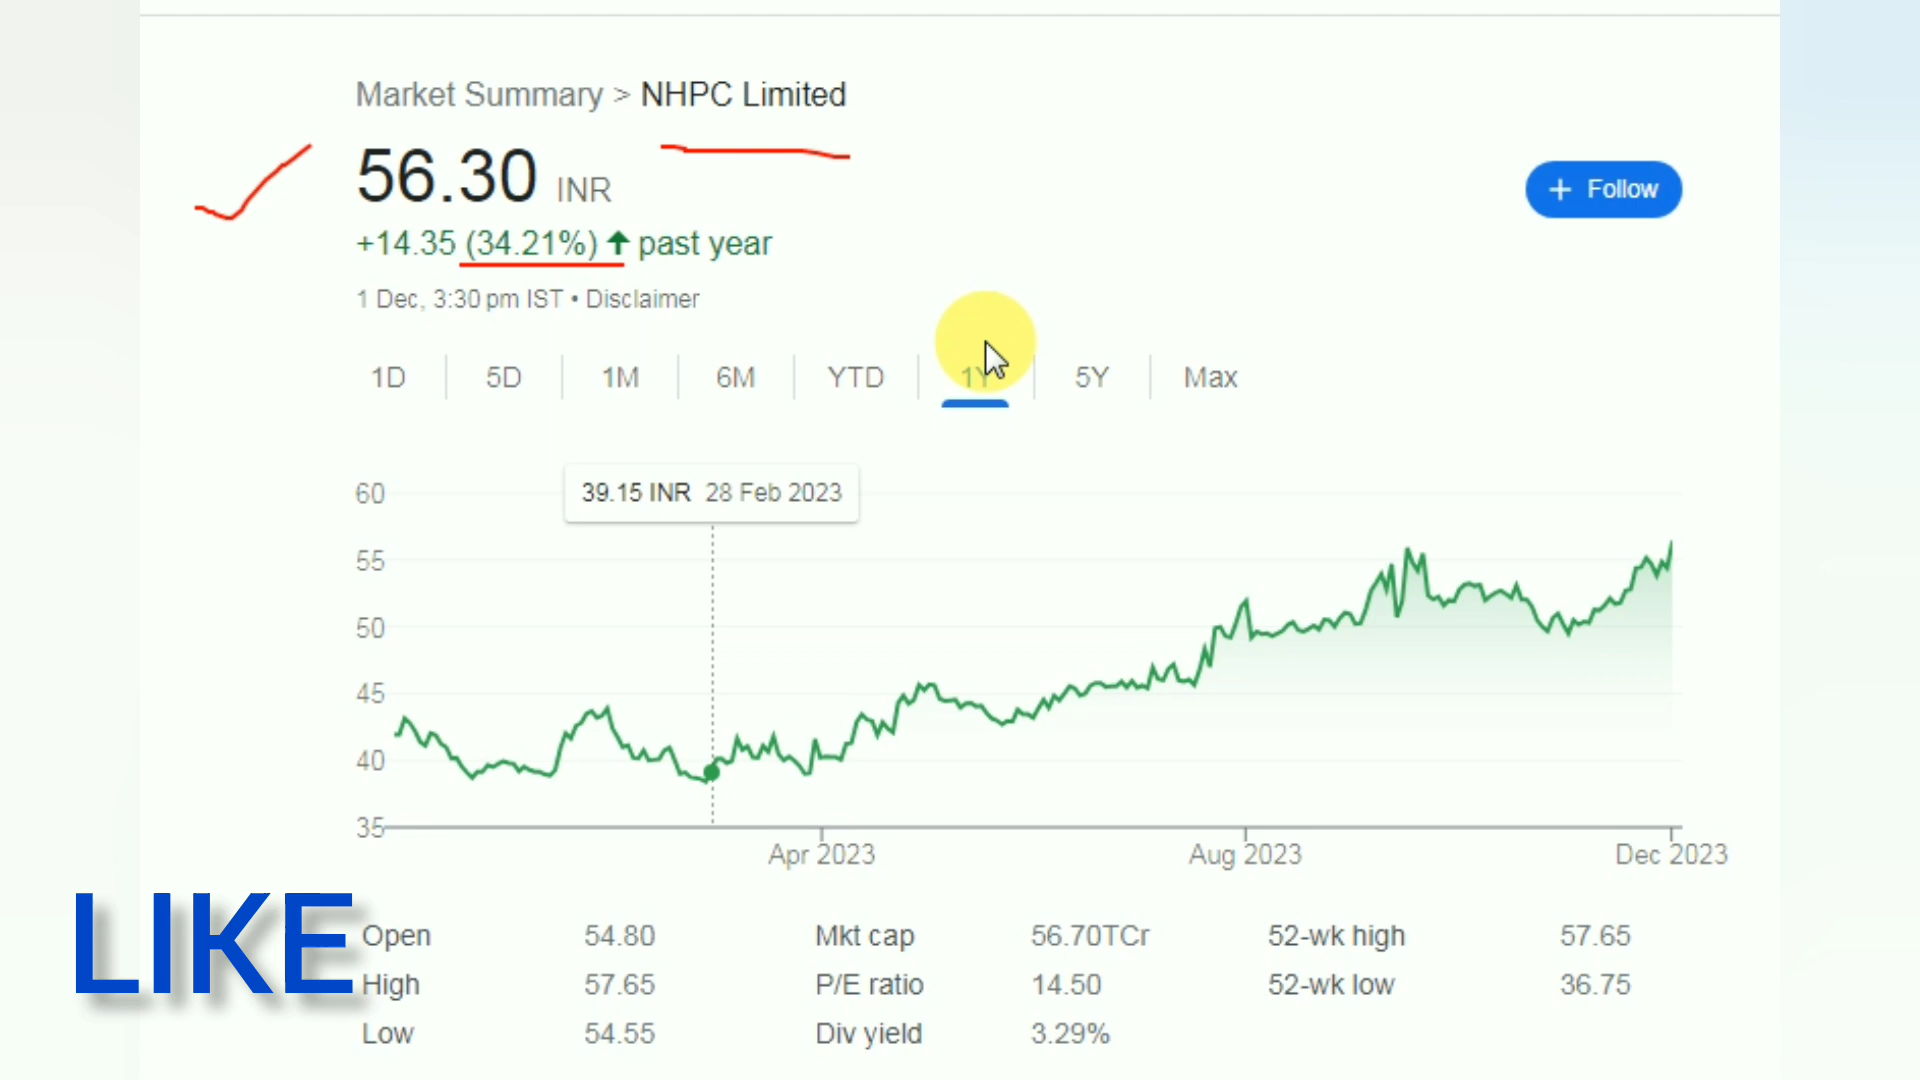 Market Summary > NHPC Limited
56.30 INR
+14.35 (34.21%) ↑ past year
1 Dec, 3:30 pm IST • Disclaimer
+ Follow
1D 5D 1M 6M YTD 1Y 5Y Max
39.15 INR 28 Feb 2023
60
55
50
45
40
35
Apr 2023 Aug 2023 Dec 2023
LIKE
Open 54.80 Mkt cap 56.70TCr 52-wk high 57.65
High 57.65 P/E ratio 14.50 52-wk low 36.75
Low 54.55 Div yield 3.29%